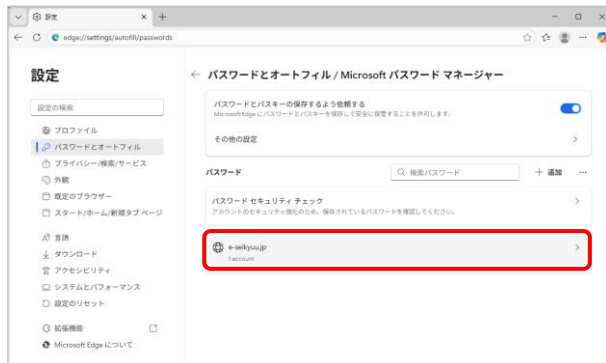 設定
edge://settings/autofill/passwords
設定
設定の検索
プロファイル
パスワードとオートフィル
プライバシー/検索/サービス
外観
既定のブラウザー
スタート/ホーム/新規タブ ページ
言語
ダウンロード
アクセシビリティ
システムとパフォーマンス
設定のリセット
拡張機能
Microsoft Edge について
パスワードとオートフィル / Microsoft パスワード マネージャー
パスワードとパスキーの保存するよう依頼する
Microsoft Edge にパスワードとパスキーを保存して安全に保管することを許可します。
その他の設定
パスワード
検索パスワード
追加
パスワード セキュリティ チェック
アカウントのセキュリティ強化のため、保存されているパスワードを確認してください。
e-seikyuu.jp
1 account